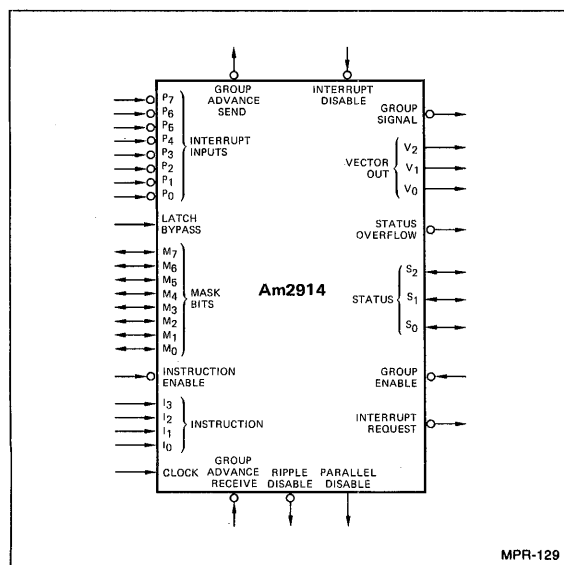 GROUP
ADVANCE
SEND
INTERRUPT
DISABLE
P7
P6
P5
P4
P3
P2
P1
P0
INTERRUPT
INPUTS
LATCH
BYPASS
M7
M6
M5
M4
M3
M2
M1
M0
MASK
BITS
INSTRUCTION
ENABLE
I3
I2
I1
I0
INSTRUCTION
CLOCK
GROUP
ADVANCE
RECEIVE
RIPPLE
DISABLE
PARALLEL
DISABLE
Am2914
GROUP
SIGNAL
VECTOR
OUT
V2
V1
V0
STATUS
OVERFLOW
STATUS
S2
S1
S0
GROUP
ENABLE
INTERRUPT
REQUEST
MPR-129